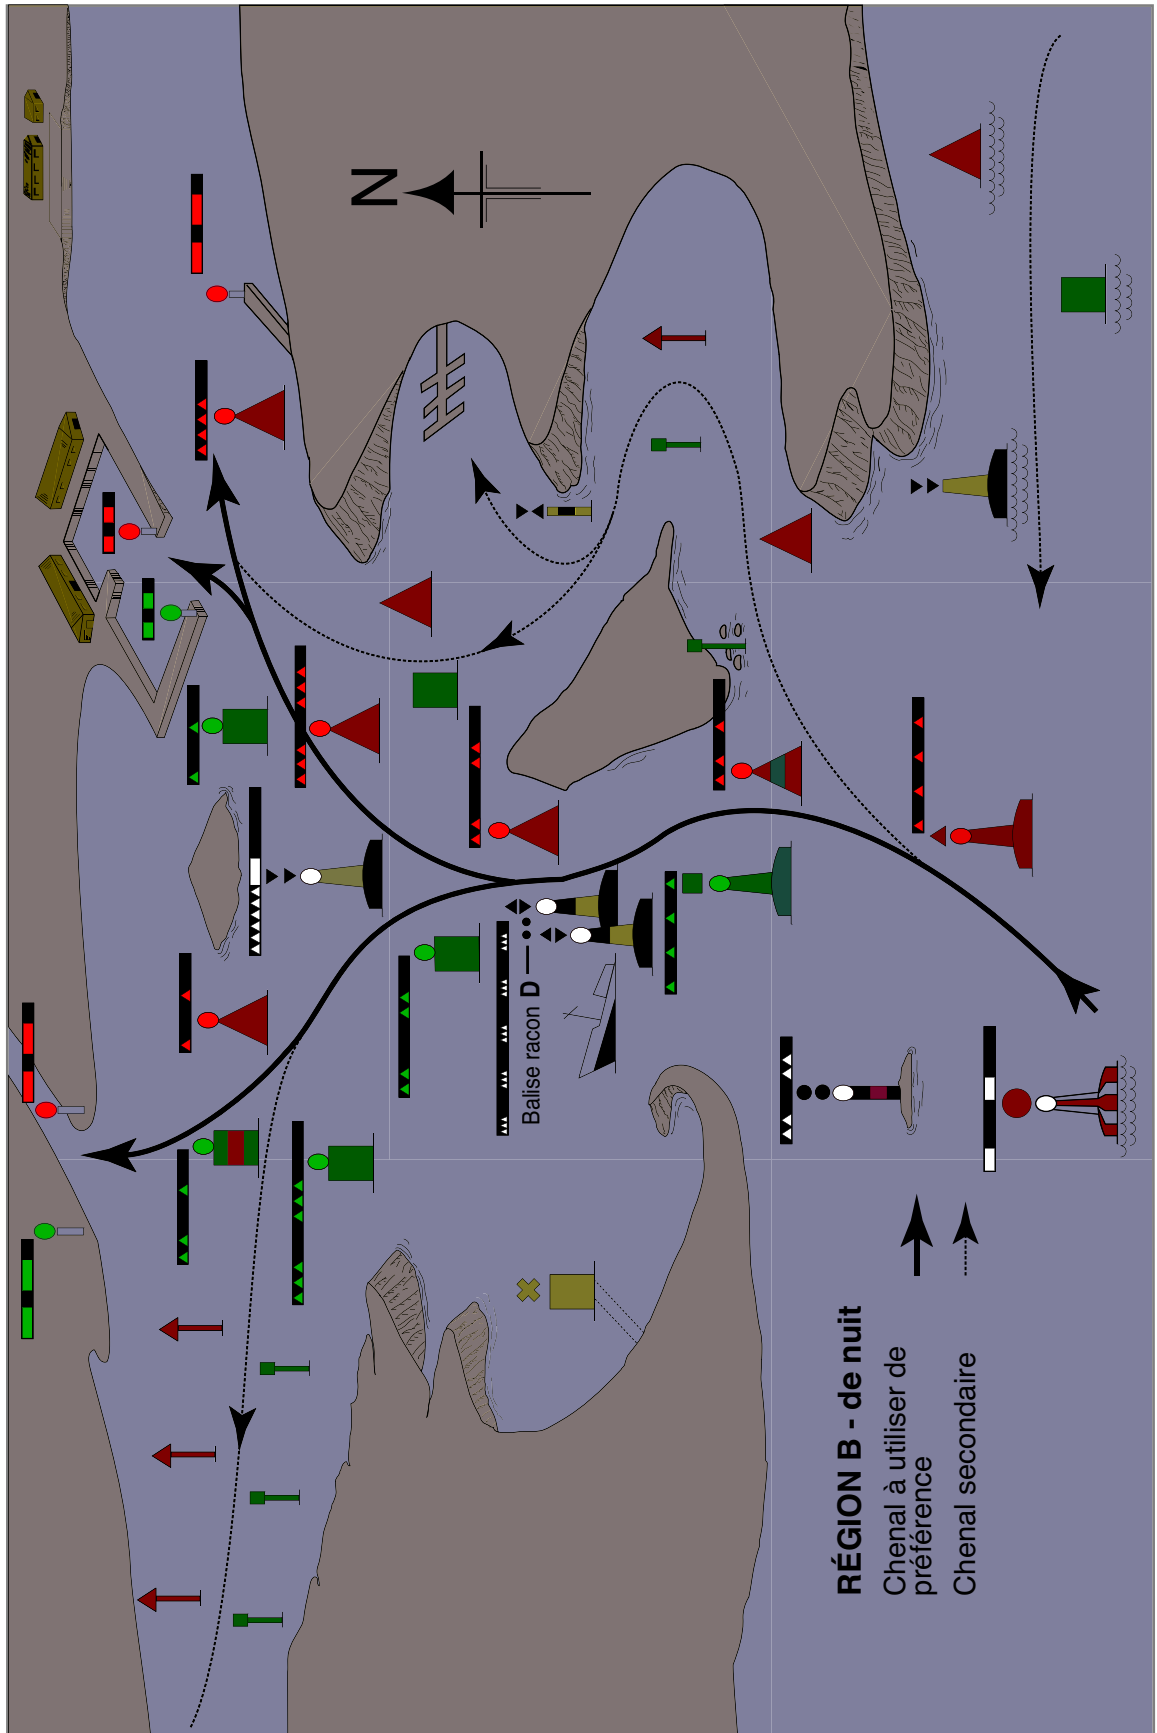 N
Balise racon D
RÉGION B - de nuit
Chenal à utiliser de
préférence
Chenal secondaire